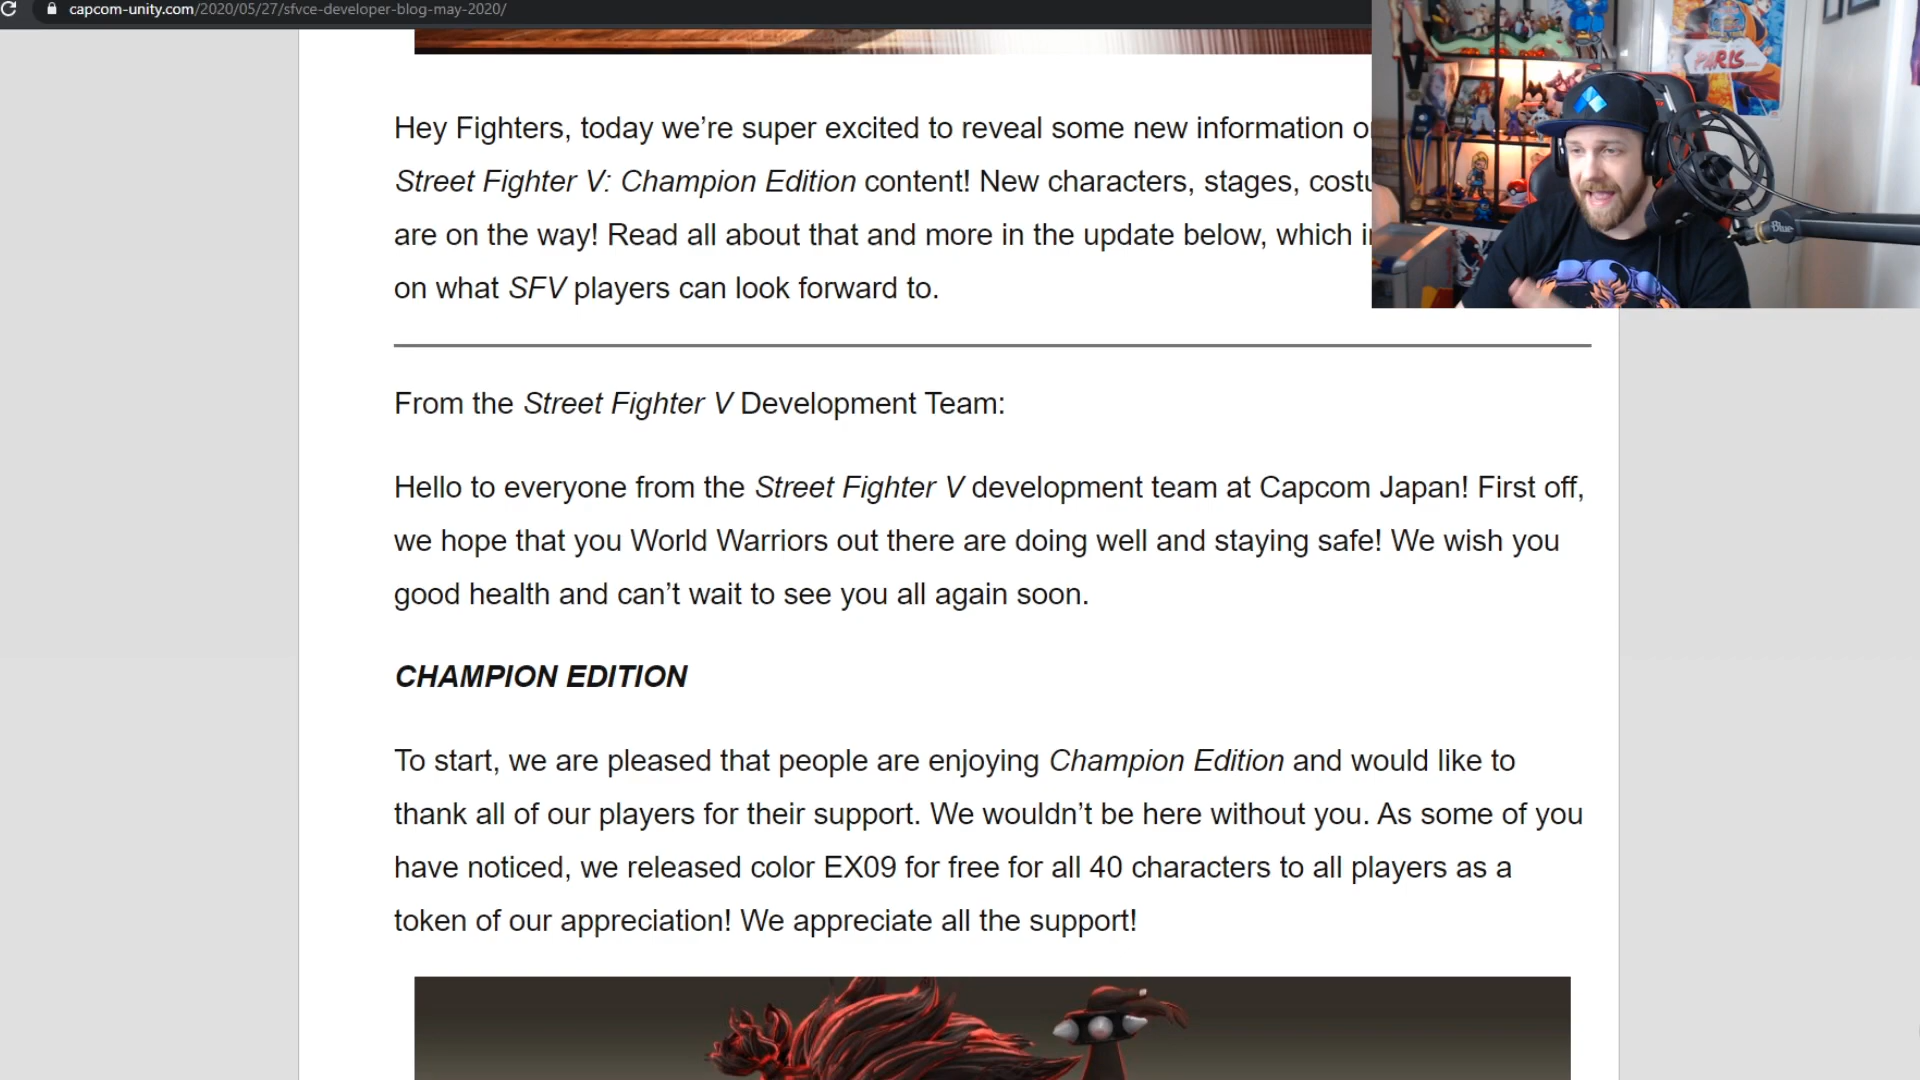 capcom-unity.com/2020/05/27/sfvce-developer-blog-may-2020/
PARIS
Hey Fighters, today we’re super excited to reveal some new information
Street Fighter V: Champion Edition content! New characters, stages,
are on the way! Read all about that and more in the update below, which
on what SFV players can look forward to.
Blue
From the Street Fighter V Development Team:
Hello to everyone from the Street Fighter V development team at Capcom Japan! First off,
we hope that you World Warriors out there are doing well and staying safe! We wish you
good health and can’t wait to see you all again soon.
CHAMPION EDITION
To start, we are pleased that people are enjoying Champion Edition and would like to
thank all of our players for their support. We wouldn’t be here without you. As some of you
have noticed, we released color EX09 for free for all 40 characters to all players as a
token of our appreciation! We appreciate all the support!